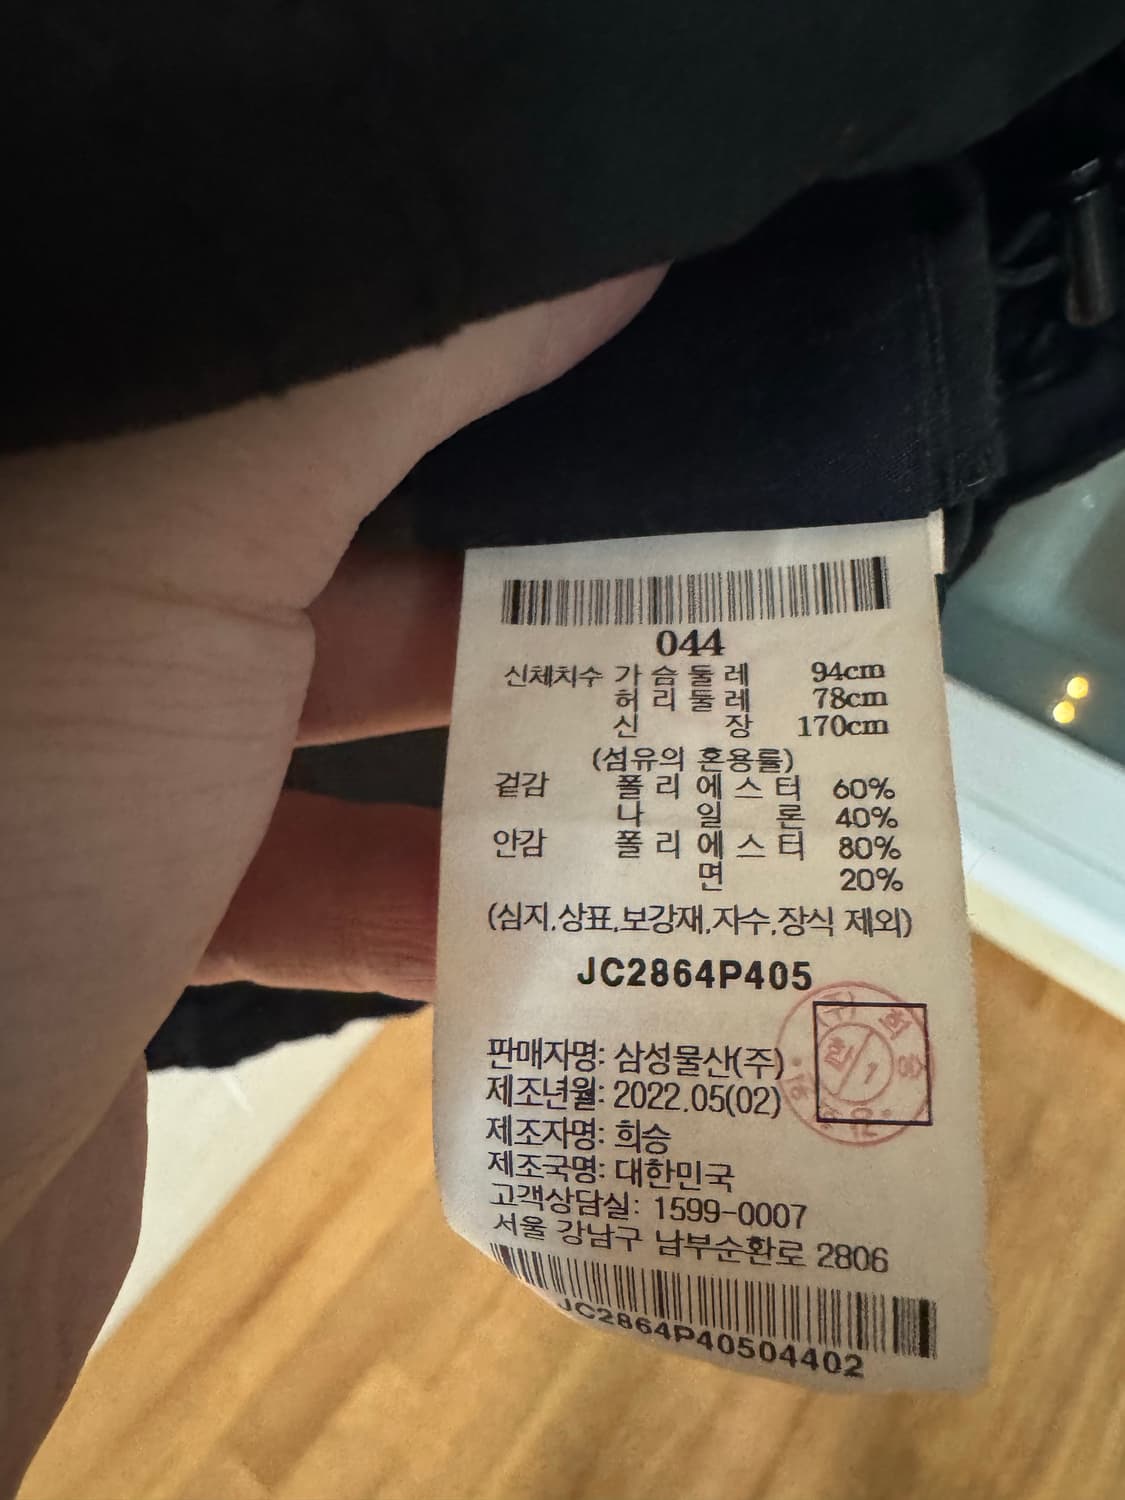 044
신체치수 가슴둘레 94cm
허리둘레 78cm
신 장 170cm
(섬유의 혼용률)
겉감 폴리에스터 60%
나 일 론 40%
안감 폴리에스터 80%
면 20%
(심지,상표,보강재,자수,장식 제외)
JC2864P405
판매자명: 삼성물산(주)
제조년월: 2022.05(02)
제조자명: 희승
제조국명: 대한민국
고객상담실: 1599-0007
서울 강남구 남부순환로 2806
JC2864P40504402